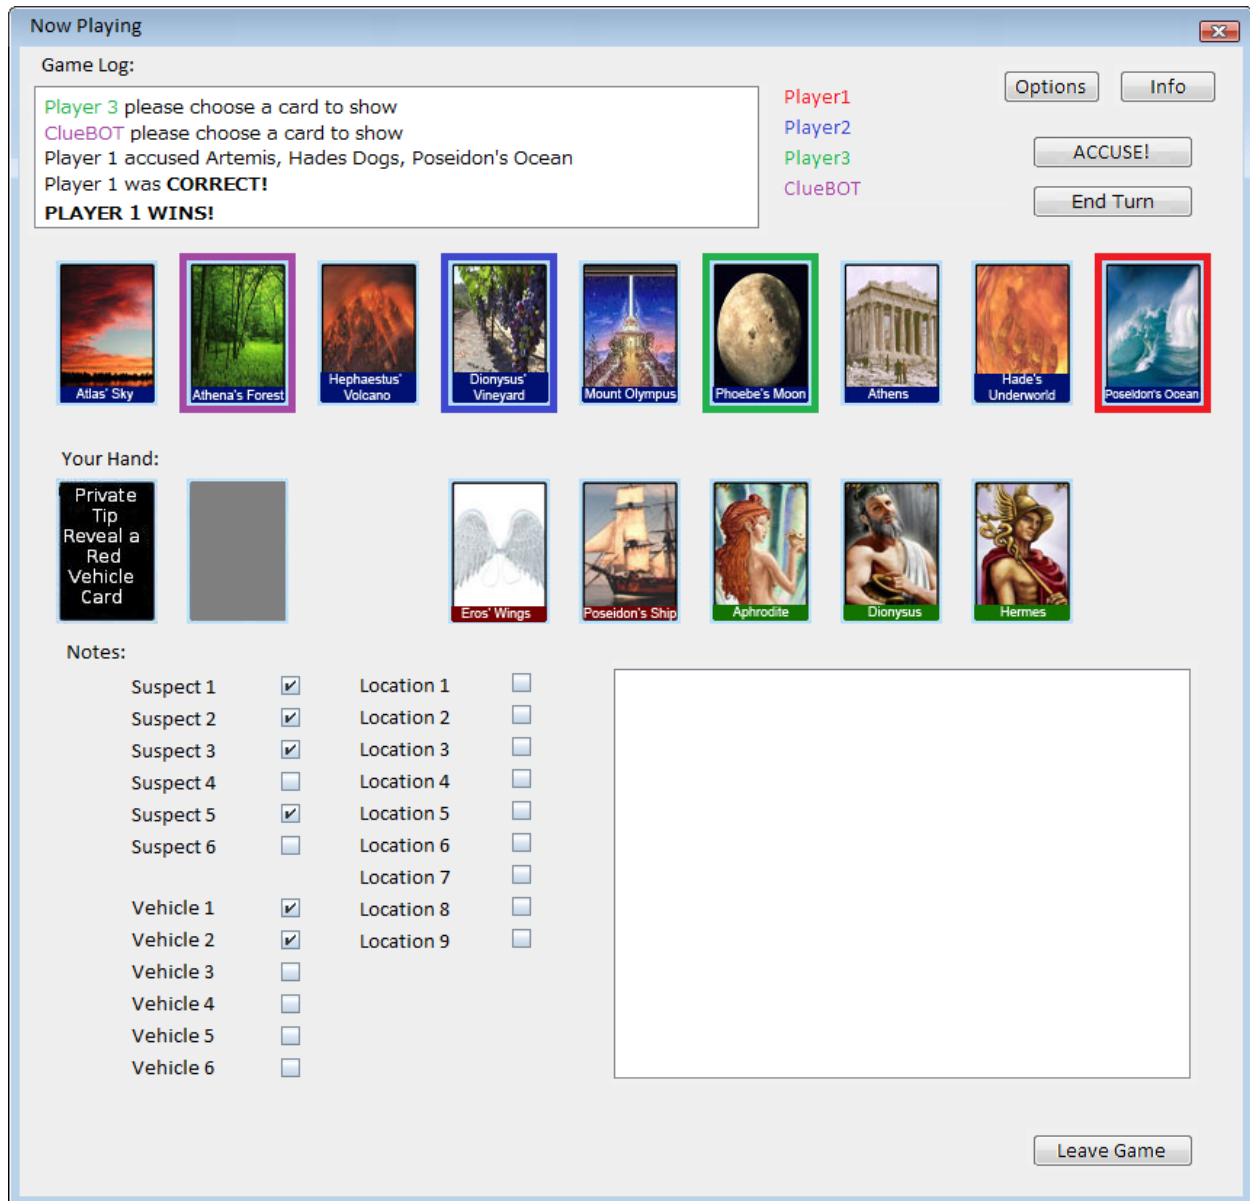 Now Playing
Game Log:
Options
Info
Player 3 please choose a card to show
ClueBOT please choose a card to show
Player 1 accused Artemis, Hades Dogs, Poseidon's Ocean
Player 1 was CORRECT!
PLAYER 1 WINS!
Player1
Player2
Player3
ClueBOT
ACCUSE!
End Turn
Atlas' Sky
Athena's Forest
Hephaestus'
Volcano
Dionysus'
Vineyard
Mount Olympus
Phoebe's Moon
Athens
Hade's
Underworld
Poseidon's Ocean
Your Hand:
Private
Tip
Reveal a
Red
Vehicle
Card
Eros' Wings
Poseidon's Ship
Aphrodite
Dionysus
Hermes
Notes:
Suspect 1
Suspect 2
Suspect 3
Suspect 4
Suspect 5
Suspect 6
Vehicle 1
Vehicle 2
Vehicle 3
Vehicle 4
Vehicle 5
Vehicle 6
Location 1
Location 2
Location 3
Location 4
Location 5
Location 6
Location 7
Location 8
Location 9
Leave Game